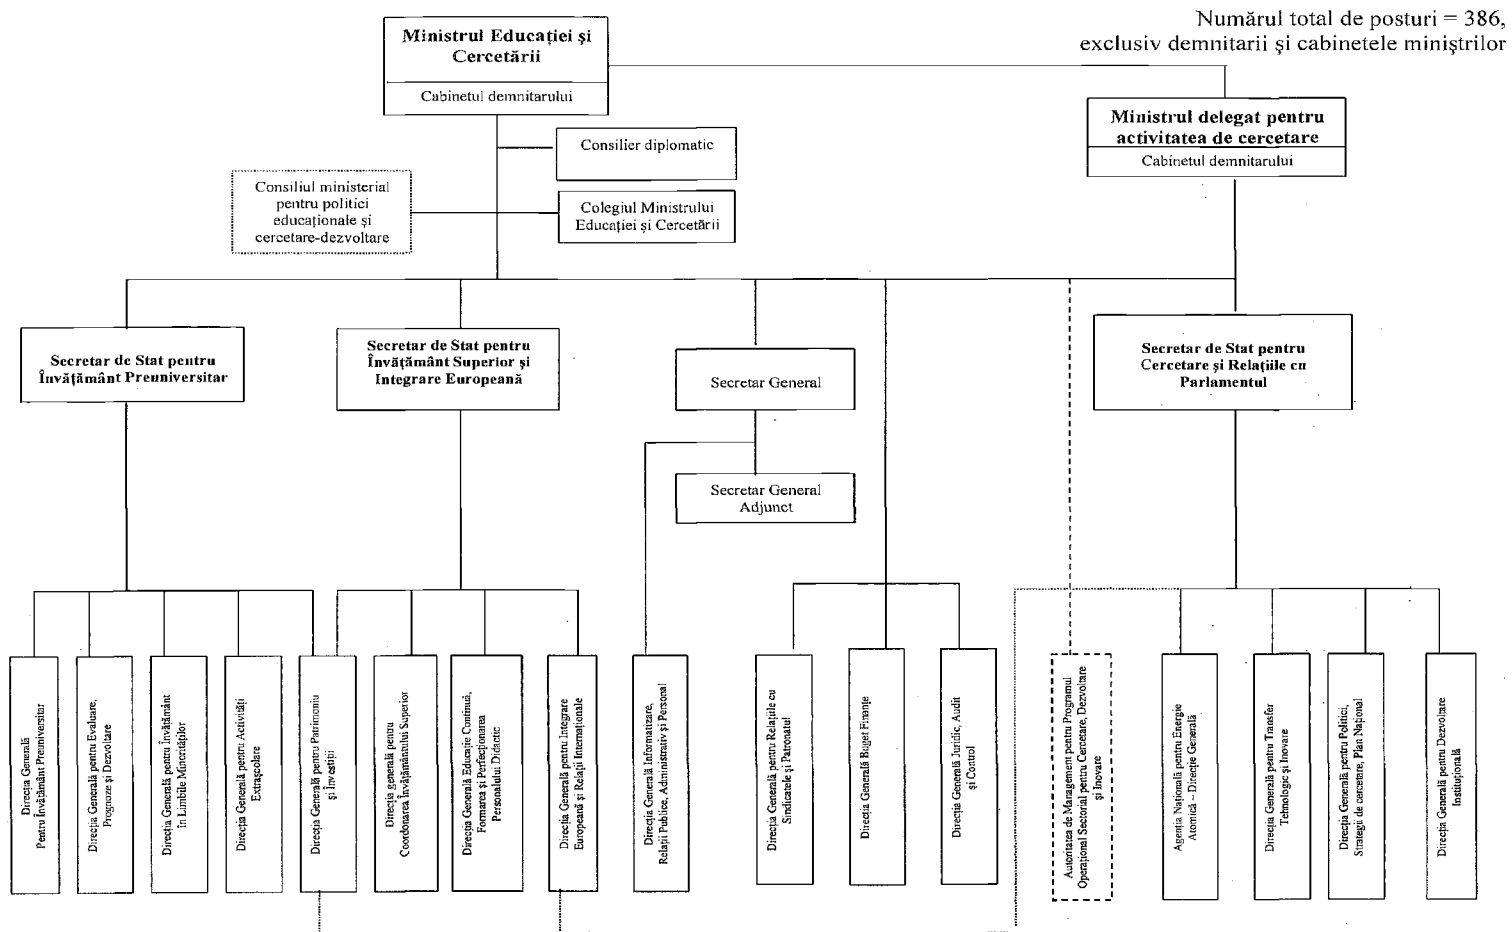 Numărul total de posturi = 386,
exclusiv demnitarii şi cabinetele miniştrilor
Ministrul Educaţiei şi
Cercetării
Cabinetul demnitarului
Ministrul delegat pentru
activitatea de cercetare
Cabinetul demnitarului
Consilier diplomatic
Consiliul ministerial
pentru politici
educaţionale şi
cercetare-dezvoltare
Colegiul Ministrului
Educaţiei şi Cercetării
Secretar de Stat pentru
Învăţământ Preuniversitar
Secretar de Stat pentru
Învăţământ Superior şi
Integrare Europeană
Secretar General
Secretar de Stat pentru
Cercetare şi Relaţiile cu
Parlamentul
Secretar General
Adjunct
Direcţia Generală
Pentru Învăţământ Preuniversitar
Direcţia Generală pentru Evaluare,
Prognoze şi Dezvoltare
Direcţia Generală pentru Învăţământ
în Limbile Minorităţilor
Direcţia Generală pentru Activităţi
Extraşcolare
Direcţia Generală pentru Patrimoniu
şi Investiţii
Direcţia generală pentru
Coordonarea Învăţământului Superior
Direcţia Generală Educaţie Continuă,
Formarea şi Perfecţionarea
Personalului Didactic
Direcţia Generală pentru Integrare
Europeană şi Relaţii Internaţionale
Direcţia Generală Informatizare,
Relaţii Publice, Administrativ şi Personal
Direcţia Generală pentru Relaţiile cu
Sindicatele şi Patronatul
Direcţia Generală Buget Finanţe
Direcţia Generală Juridic, Audit
şi Control
Autoritatea de Management pentru Programul
Operaţional Sectorial pentru Cercetare, Dezvoltare
şi Inovare
Agenţia Naţională pentru Energie
Atomică – Direcţie Generală
Direcţia Generală pentru Transfer
Tehnologic şi Inovare
Direcţia Generală pentru Politici,
Strategii de cercetare, Plan Naţional
Direcţia Generală pentru Dezvoltare
Instituţională